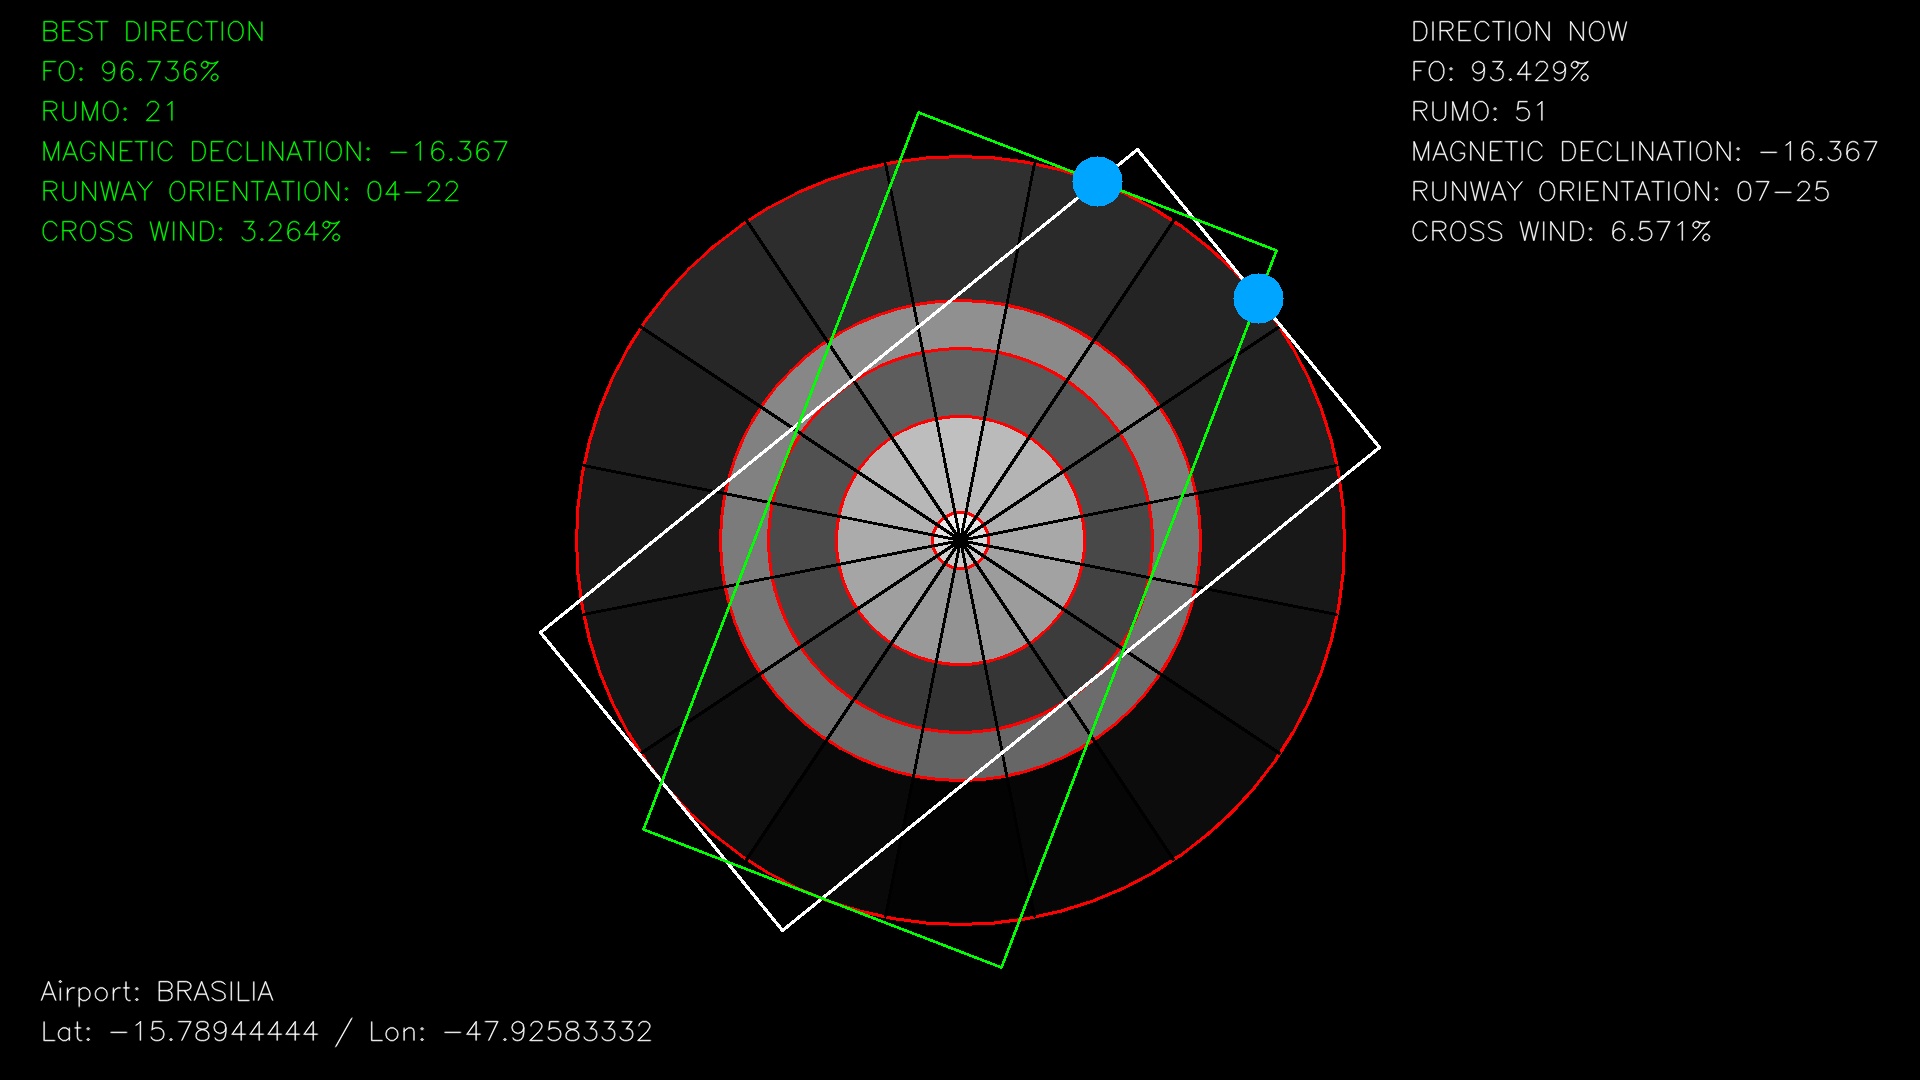 BEST DIRECTION
FO: 96.736%
RUMO: 21
MAGNETIC DECLINATION: -16.367
RUNWAY ORIENTATION: 04-22
CROSS WIND: 3.264%
DIRECTION NOW
FO: 93.429%
RUMO: 51
MAGNETIC DECLINATION: -16.367
RUNWAY ORIENTATION: 07-25
CROSS WIND: 6.571%
Airport: BRASILIA
Lat: -15.78944444 / Lon: -47.92583332